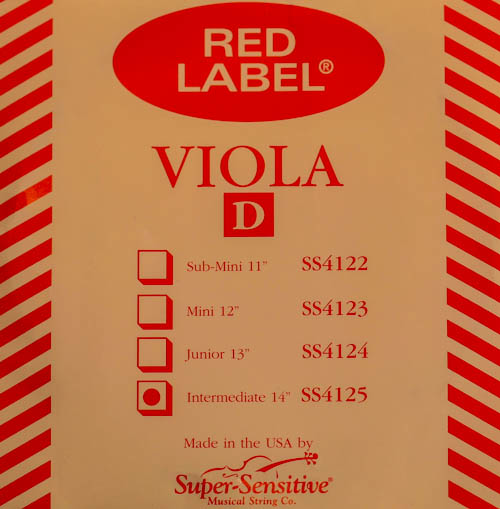 RED
LABEL®
VIOLA
D
Sub-Mini 11" SS4122
Mini 12" SS4123
Junior 13" SS4124
Intermediate 14" SS4125
Made in the USA by
Super-Sensitive®
Musical String Co.